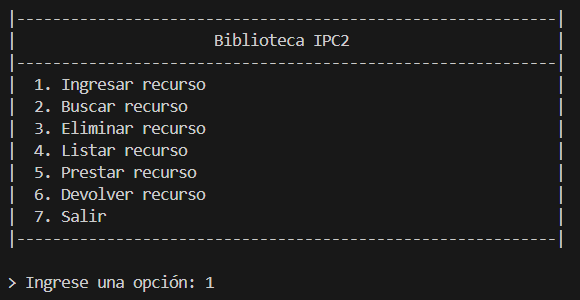 |------------------------------------------------------------|
|                      Biblioteca IPC2                       |
|------------------------------------------------------------|
|  1. Ingresar recurso                                       |
|  2. Buscar recurso                                         |
|  3. Eliminar recurso                                       |
|  4. Listar recurso                                         |
|  5. Prestar recurso                                        |
|  6. Devolver recurso                                       |
|  7. Salir                                                  |
|------------------------------------------------------------|
> Ingrese una opción: 1